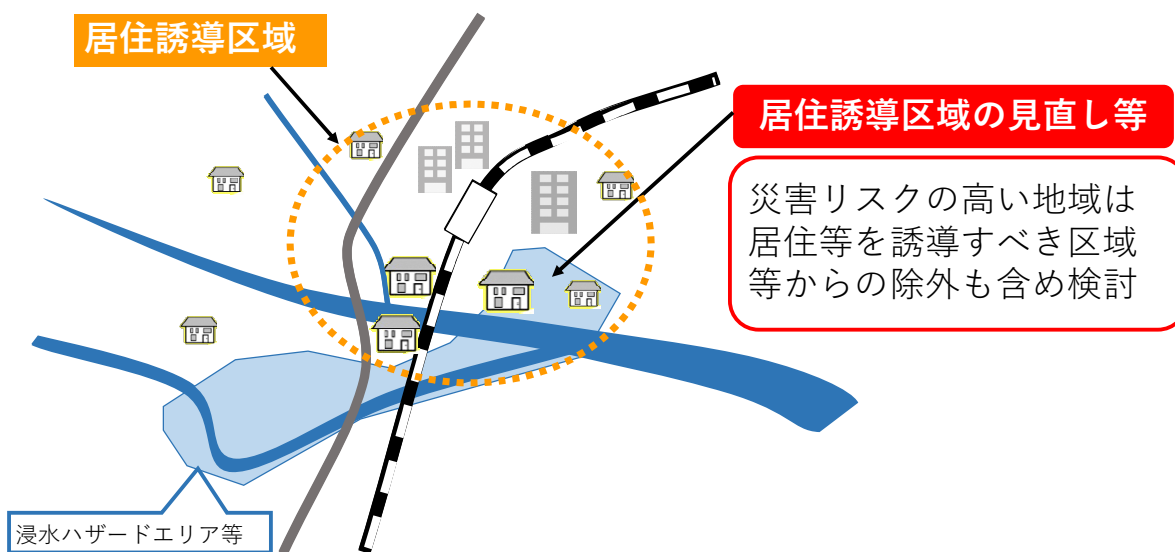 居住誘導区域
居住誘導区域の見直し等
災害リスクの高い地域は
居住等を誘導すべき区域
等からの除外も含め検討
浸水ハザードエリア等